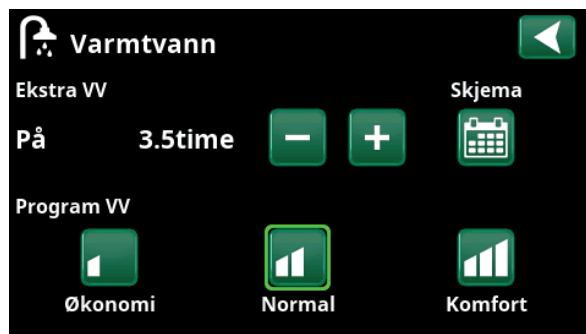 Varmtvann
Ekstra VV
Skjema
På 3.5time
Program VV
Økonomi Normal Komfort